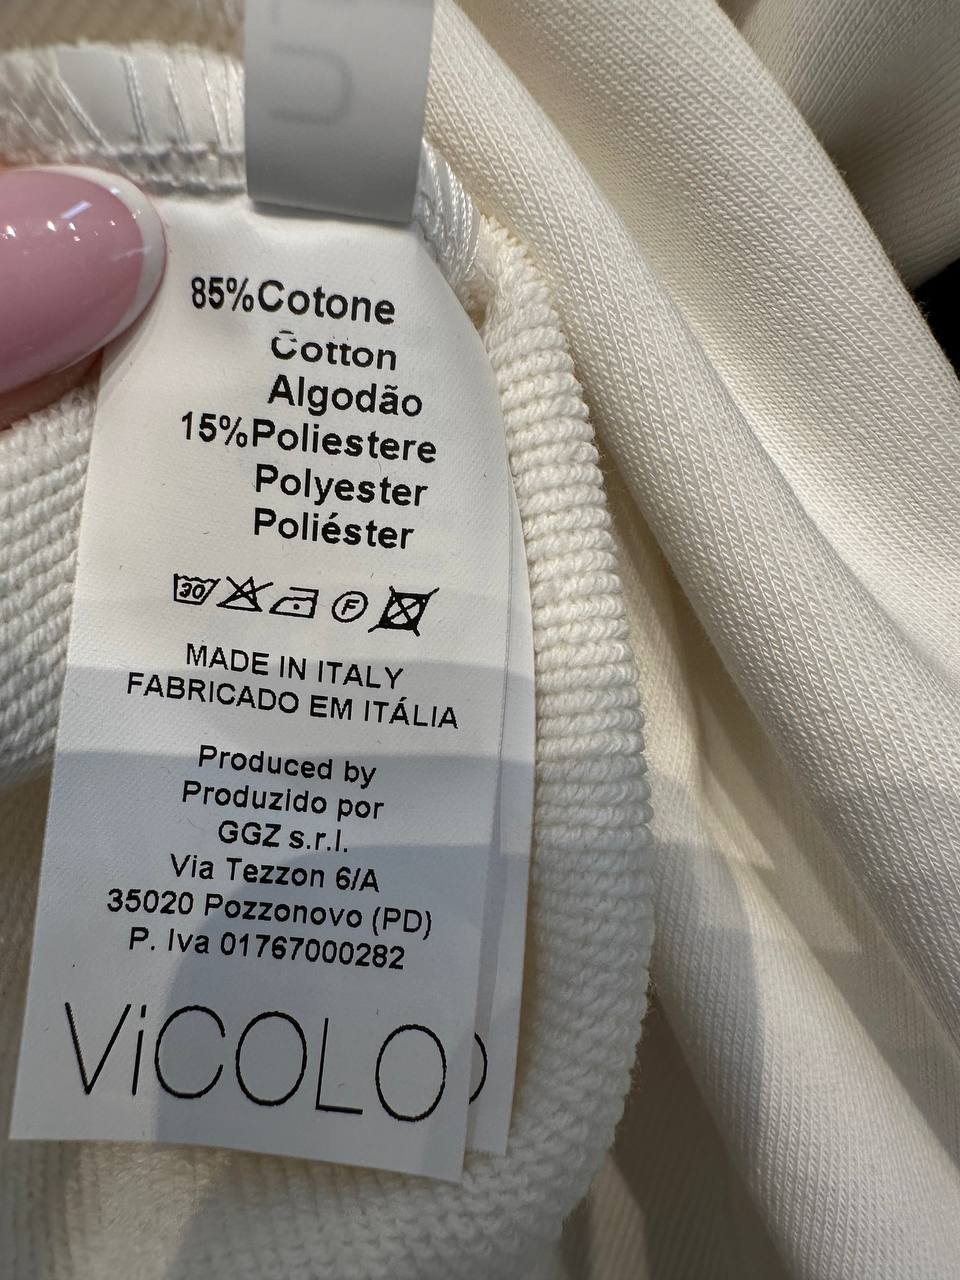 85%Cotone
Cotton
Algodão
15%Poliestere
Polyester
Poliéster
30 F
MADE IN ITALY
FABRICADO EM ITÁLIA
Produced by
Produzido por
GGZ s.r.l.
Via Tezzon 6/A
35020 Pozzonovo (PD)
P. Iva 01767000282
ViCOLO